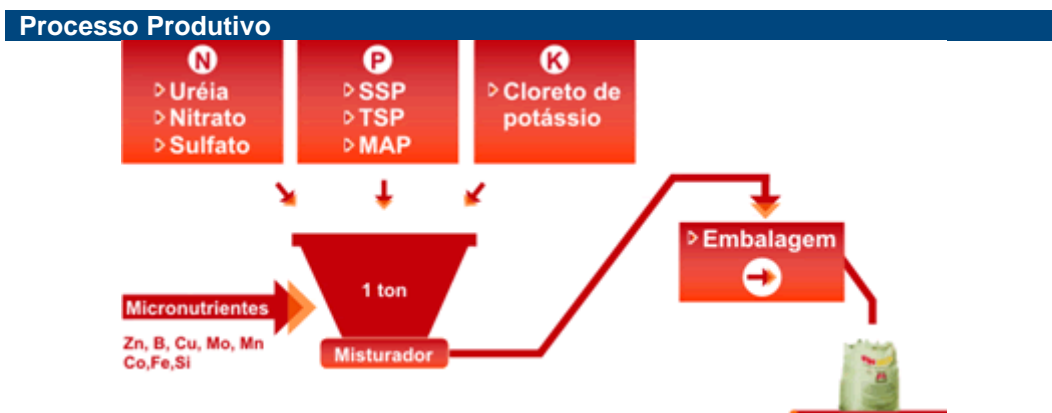 Processo Produtivo
N
Uréia
Nitrato
Sulfato
P
SSP
TSP
MAP
K
Cloreto de
potássio
1 ton
Micronutrientes
Zn, B, Cu, Mo, Mn
Co,Fe,Si
Misturador
Embalagem